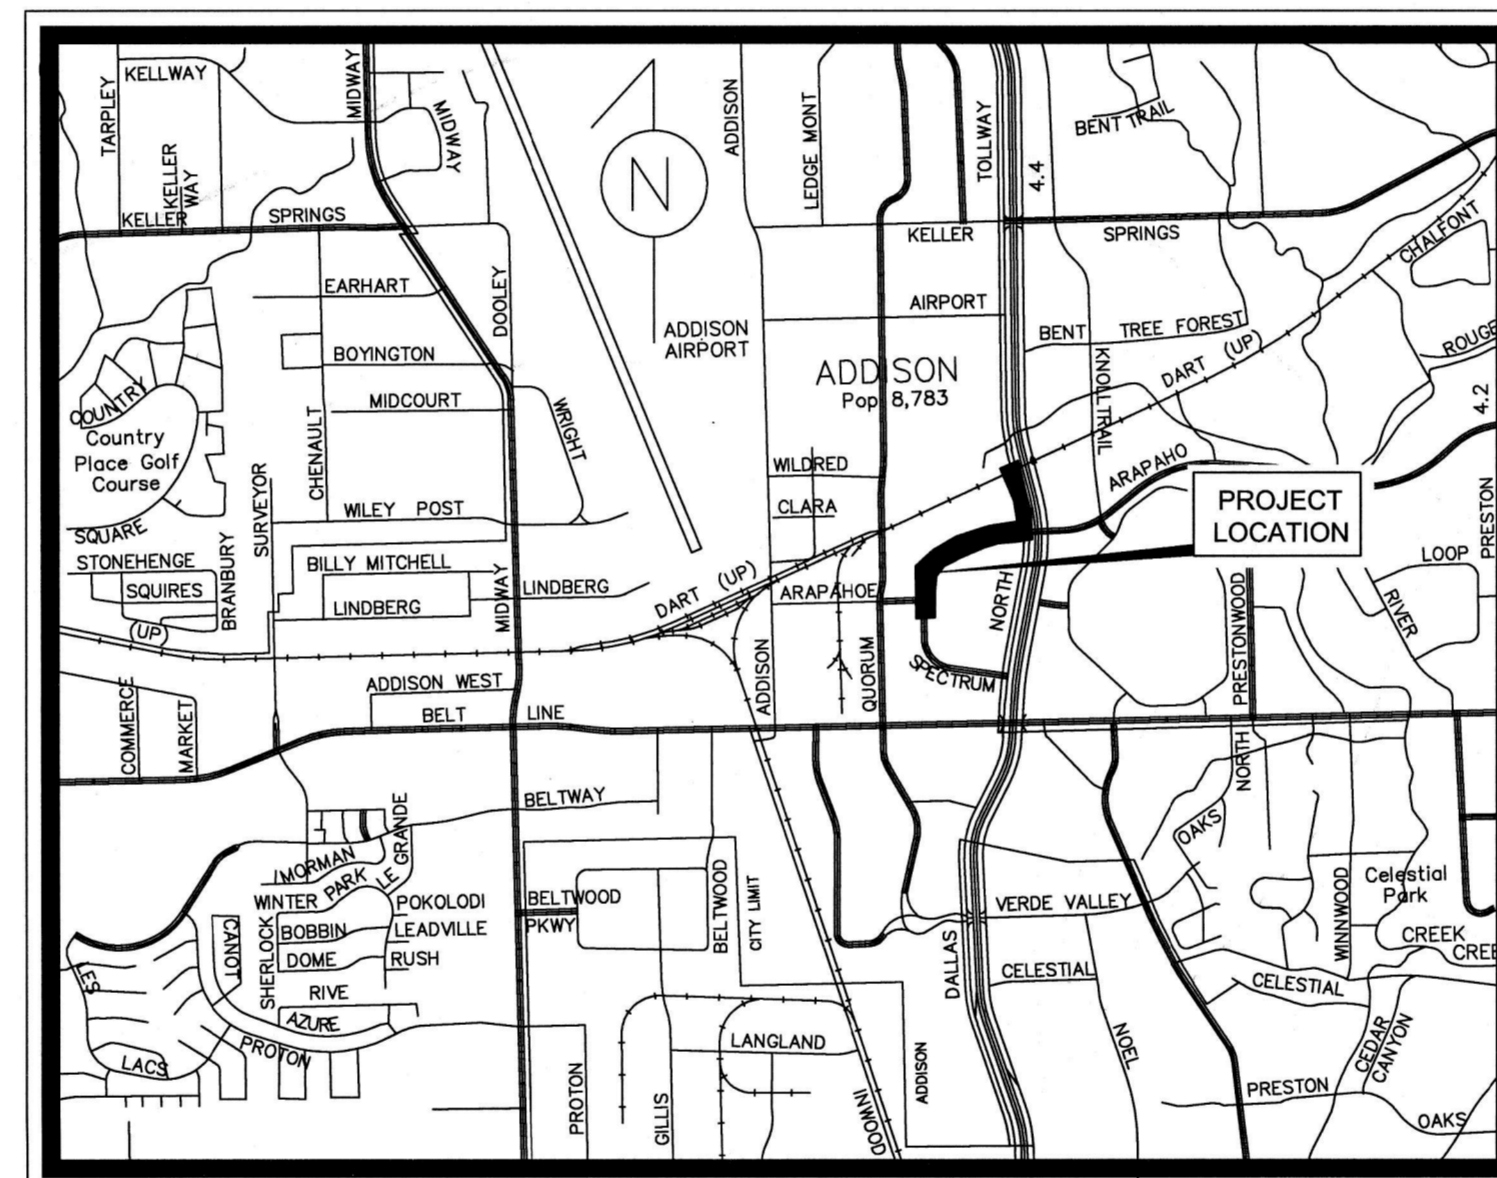 KELLWAY
TARPLEY
KELLER
WAY
MIDWAY
MIDWAY
KELLER
SPRINGS
N
ADDISON
LEDGE MONT
TOLLWAY
4.4
BENT TRAIL
KELLER
SPRINGS
CHALFONT
EARHART
DOOLEY
AIRPORT
ADDISON
AIRPORT
BENT
TREE FOREST
ROUGE
BOYINGTON
ADDISON
Pop 8,783
KNOLL TRAIL
DART (UP)
4.2
MIDCOURT
WRIGHT
COUNTRY
Country
Place Golf
Course
SQUARE
CHENAULT
SURVEYOR
WILDRED
CLARA
ARAPAHO
PROJECT
LOCATION
PRESTON
WILEY POST
STONEHENGE
SQUIRES
BRANBURY
(UP)
BILLY MITCHELL
LINDBERG
LINDBERG
MIDWAY
DART (UP)
ARAPAHOE
NORTH
LOOP
RIVER
PRESTONWOOD
ADDISON
QUORUM
SPECTRUM
ADDISON WEST
COMMERCE
MARKET
BELT
LINE
NORTH
BELTWAY
GRANDE
LE
MORMAN
PARK
WINTER
OAKS
Celestial
Park
CANOT
SHERLOCK
BOBBIN
DOME
POKOLODI
LEADVILLE
RUSH
BELTWOOD
PKWY
BELTWOOD
CITY LIMIT
VERDE VALLEY
WINNWOOD
CREEK
CREE
LES
RIVE
AZURE
PROTON
LACS
DALLAS
CELESTIAL
CELESTIAL
CEDAR
CANYON
NOEL
LANGLAND
PROTON
GILLIS
INWOOD
ADDISON
PRESTON
OAKS